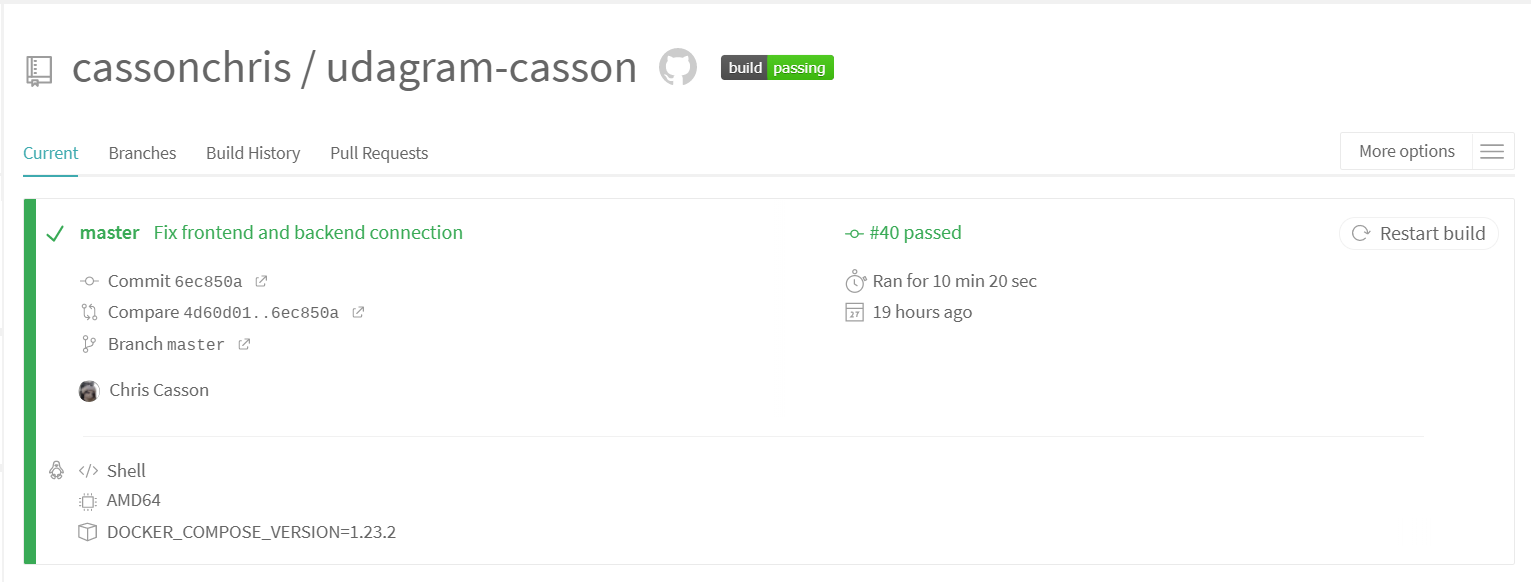 cassonchris / udagram-casson build passing
Current Branches Build History Pull Requests More options
master Fix frontend and backend connection #40 passed Restart build
Commit 6ec850a Ran for 10 min 20 sec
Compare 4d60d01..6ec850a 27 19 hours ago
Branch master
Chris Casson
</> Shell
AMD64
DOCKER_COMPOSE_VERSION=1.23.2